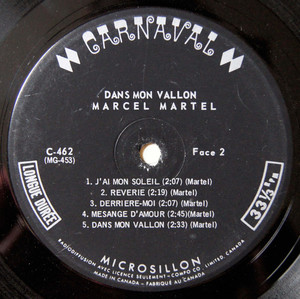 CARNAVAL
DANS MON VALLON
MARCEL MARTEL
C-462
(MG-453)
Face 2
LONGUE DURÉE
33⅓ RPM
1. J'AI MON SOLEIL (2:07) (Martel)
2. REVERIE (2:19) (Martel)
3. DERRIERE-MOI (2:07) (Martel)
4. MESANGE D'AMOUR (2:45)(Martel)
5. DANS MON VALLON (2:33) (Martel)
MICROSILLON
RADIODIFFUSION AVEC LICENCE SEULEMENT - COMPO CO. LIMITED CANADA
MADE IN CANADA - FABRIQUE AU CANADA